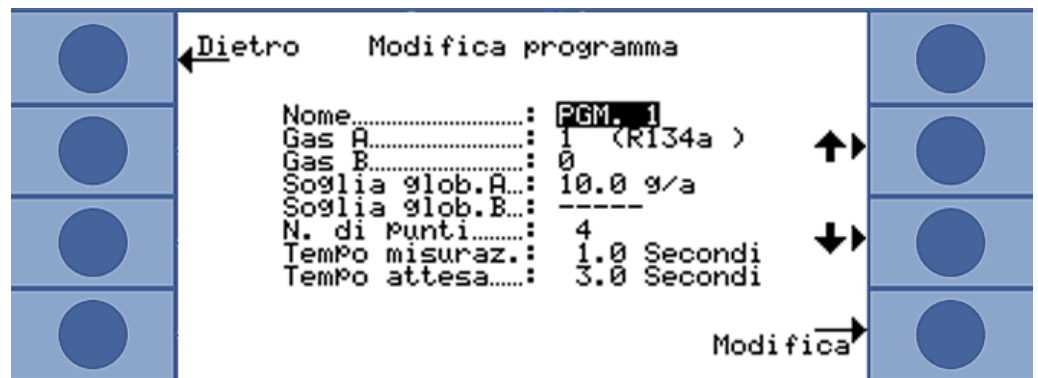 Dietro Modifica programma
Nome..........................: PGM. 1
Gas A.........................: 1 (R134a )
Gas B.........................: 0
Soglia glob.A...: 10.0 g/a
Soglia glob.B...: -----
N. di punti........: 4
Tempo misuraz.: 1.0 Secondi
Tempo attesa......: 3.0 Secondi
Modifica